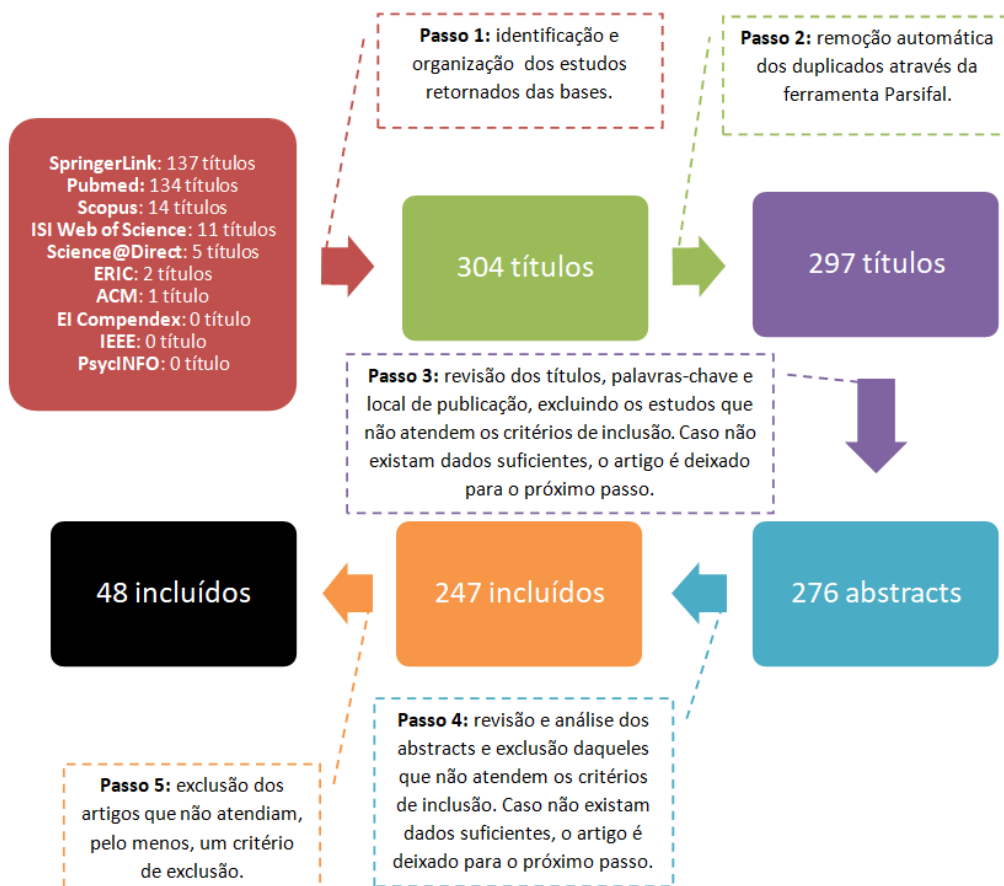 Passo 1: identificação e
organização dos estudos
retornados das bases.
Passo 2: remoção automática
dos duplicados através da
ferramenta Parsifal.
SpringerLink: 137 títulos
Pubmed: 134 títulos
Scopus: 14 títulos
ISI Web of Science: 11 títulos
Science@Direct: 5 títulos
ERIC: 2 títulos
ACM: 1 título
EI Compendex: 0 título
IEEE: 0 título
PsycINFO: 0 título
304 títulos
297 títulos
Passo 3: revisão dos títulos, palavras-chave e
local de publicação, excluindo os estudos que
não atendem os critérios de inclusão. Caso não
existam dados suficientes, o artigo é deixado
para o próximo passo.
48 incluídos
247 incluídos
276 abstracts
Passo 4: revisão e análise dos
abstracts e exclusão daqueles
que não atendem os critérios
de inclusão. Caso não existam
dados suficientes, o artigo é
deixado para o próximo passo.
Passo 5: exclusão dos
artigos que não atendiam,
pelo menos, um critério
de exclusão.